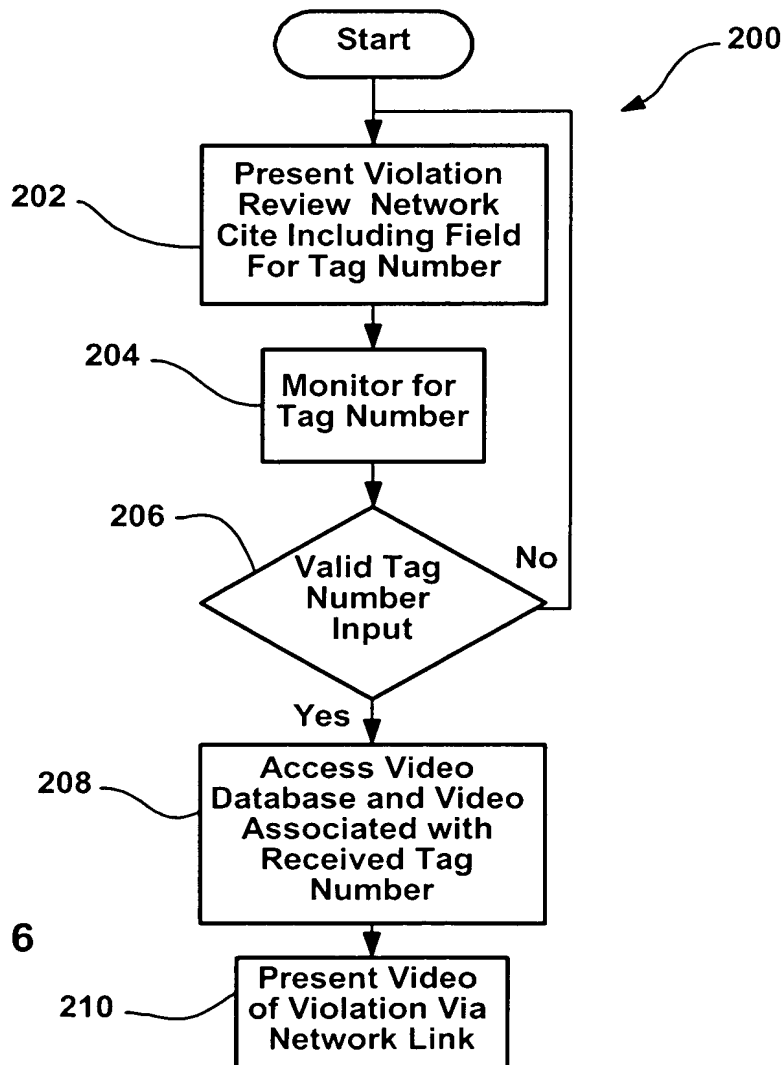 Start
200
202
Present Violation
Review Network
Cite Including Field
For Tag Number
204
Monitor for
Tag Number
206
Valid Tag
Number
Input
No
Yes
208
Access Video
Database and Video
Associated with
Received Tag
Number
6
210
Present Video
of Violation Via
Network Link